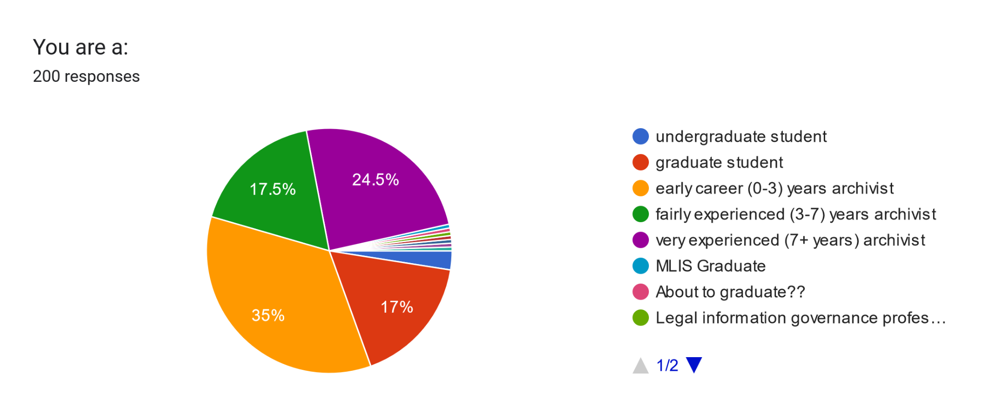 You are a:
200 responses
24.5%
17.5%
35%
17%
undergraduate student
graduate student
early career (0-3) years archivist
fairly experienced (3-7) years archivist
very experienced (7+ years) archivist
MLIS Graduate
About to graduate??
Legal information governance profes…
1/2